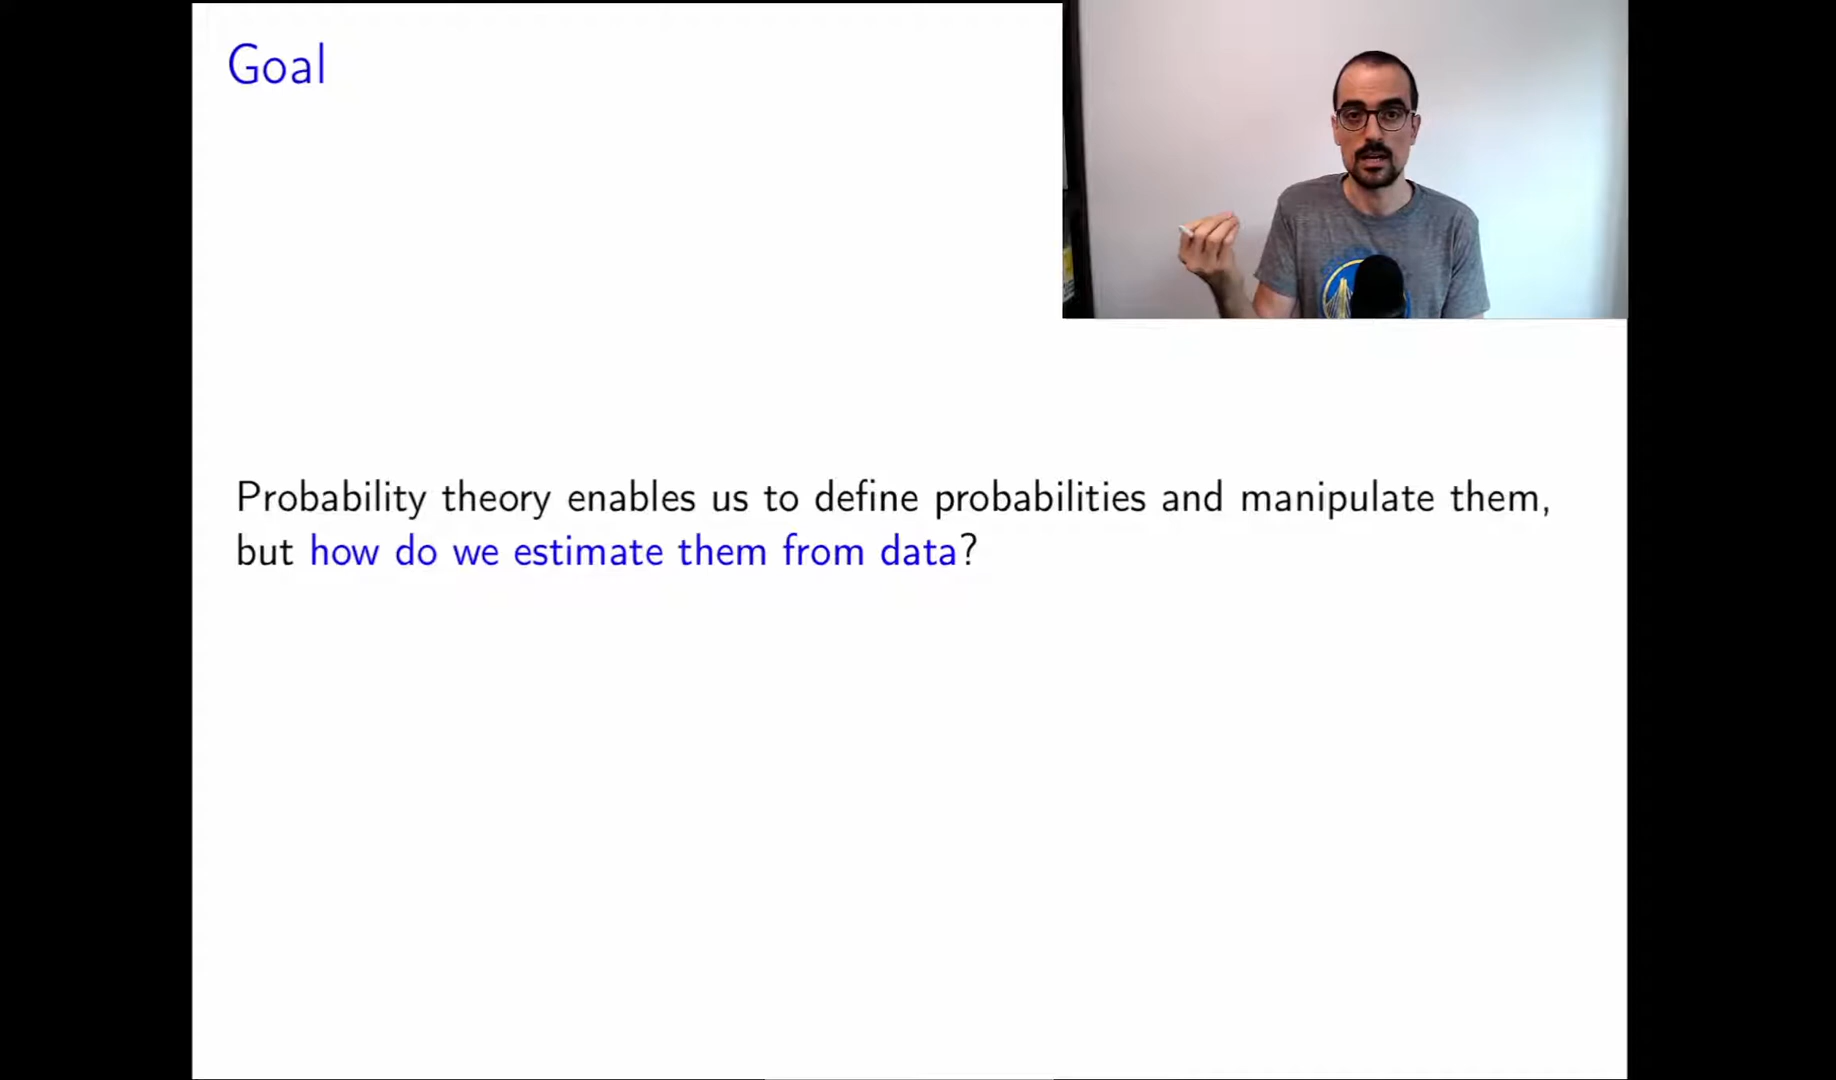 Goal
Probability theory enables us to define probabilities and manipulate them,
but how do we estimate them from data?